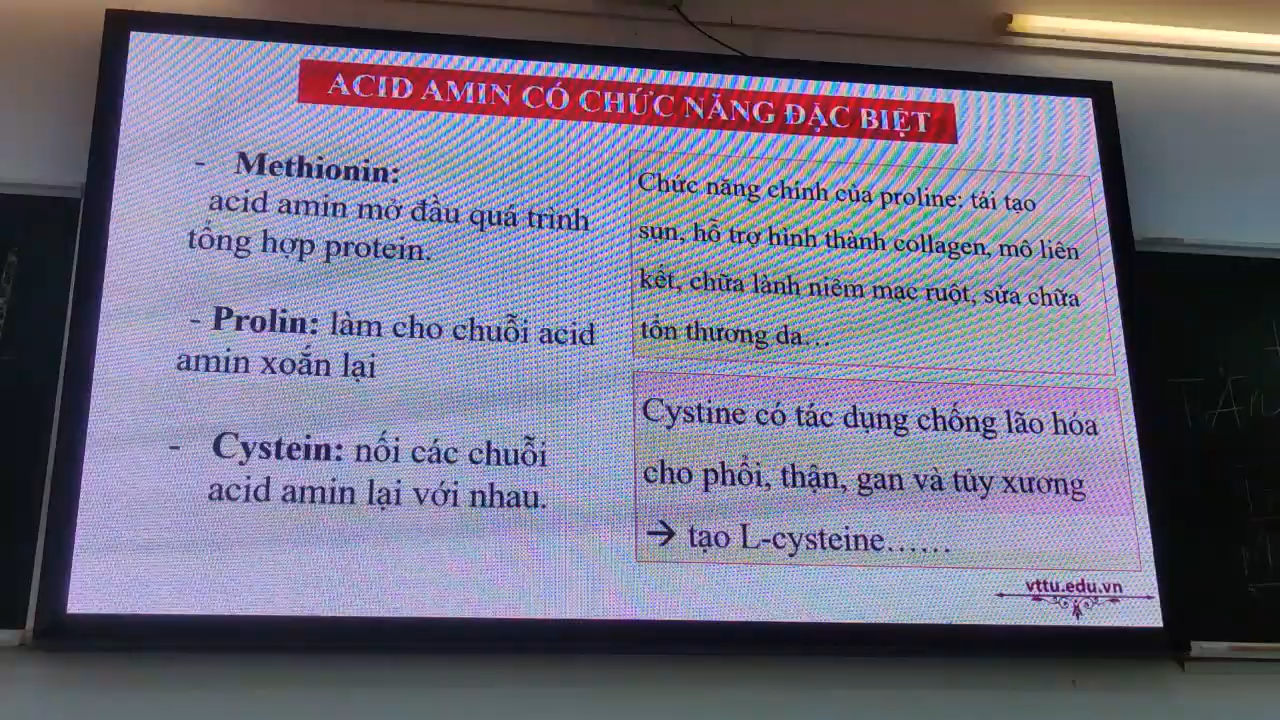 ACID AMIN CÓ CHỨC NĂNG ĐẶC BIỆT
- Methionin:
acid amin mở đầu quá trình
tổng hợp protein.
- Prolin: làm cho chuỗi acid
amin xoắn lại
- Cystein: nối các chuỗi
acid amin lại với nhau.
Chức năng chính của proline: tái tạo
sụn, hỗ trợ hình thành collagen, mô liên
kết, chữa lành niêm mạc ruột, sửa chữa
tổn thương da…
Cystine có tác dụng chống lão hóa
cho phổi, thận, gan và tủy xương
→ tạo L-cysteine……
vttu.edu.vn